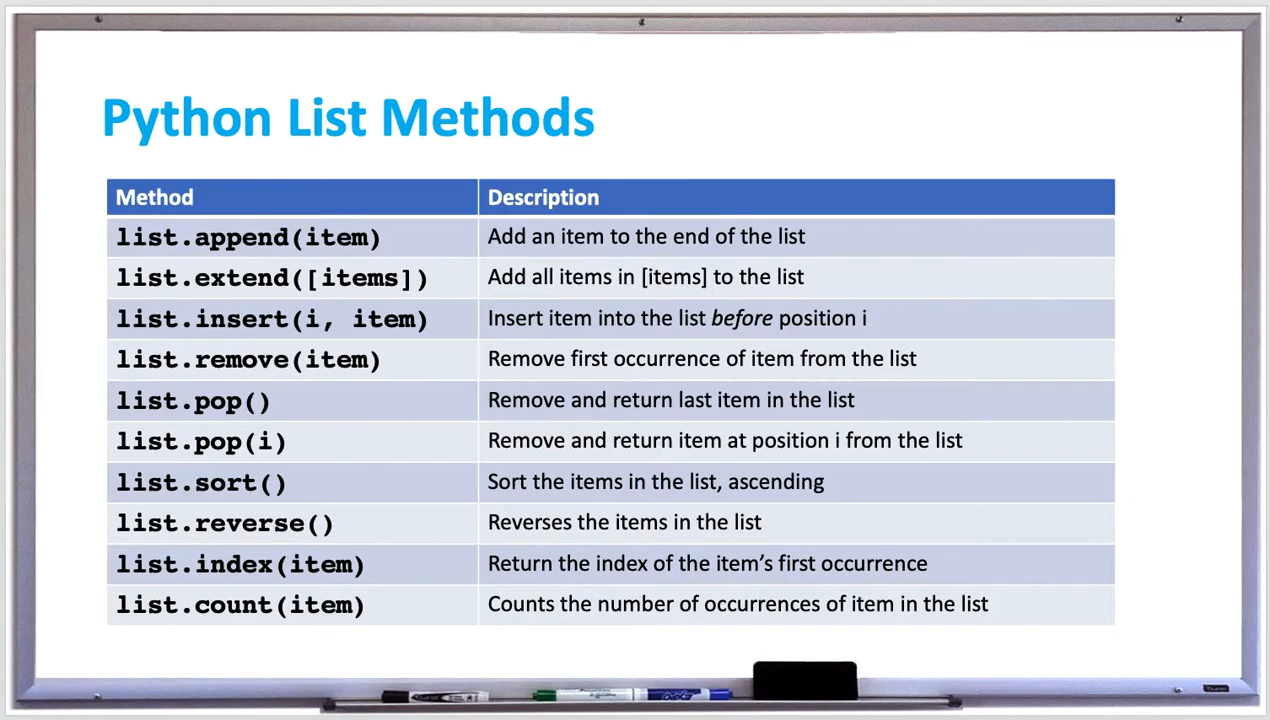 Python List Methods
Method Description
list.append(item) Add an item to the end of the list
list.extend([items]) Add all items in [items] to the list
list.insert(i, item) Insert item into the list before position i
list.remove(item) Remove first occurrence of item from the list
list.pop() Remove and return last item in the list
list.pop(i) Remove and return item at position i from the list
list.sort() Sort the items in the list, ascending
list.reverse() Reverses the items in the list
list.index(item) Return the index of the item’s first occurrence
list.count(item) Counts the number of occurrences of item in the list